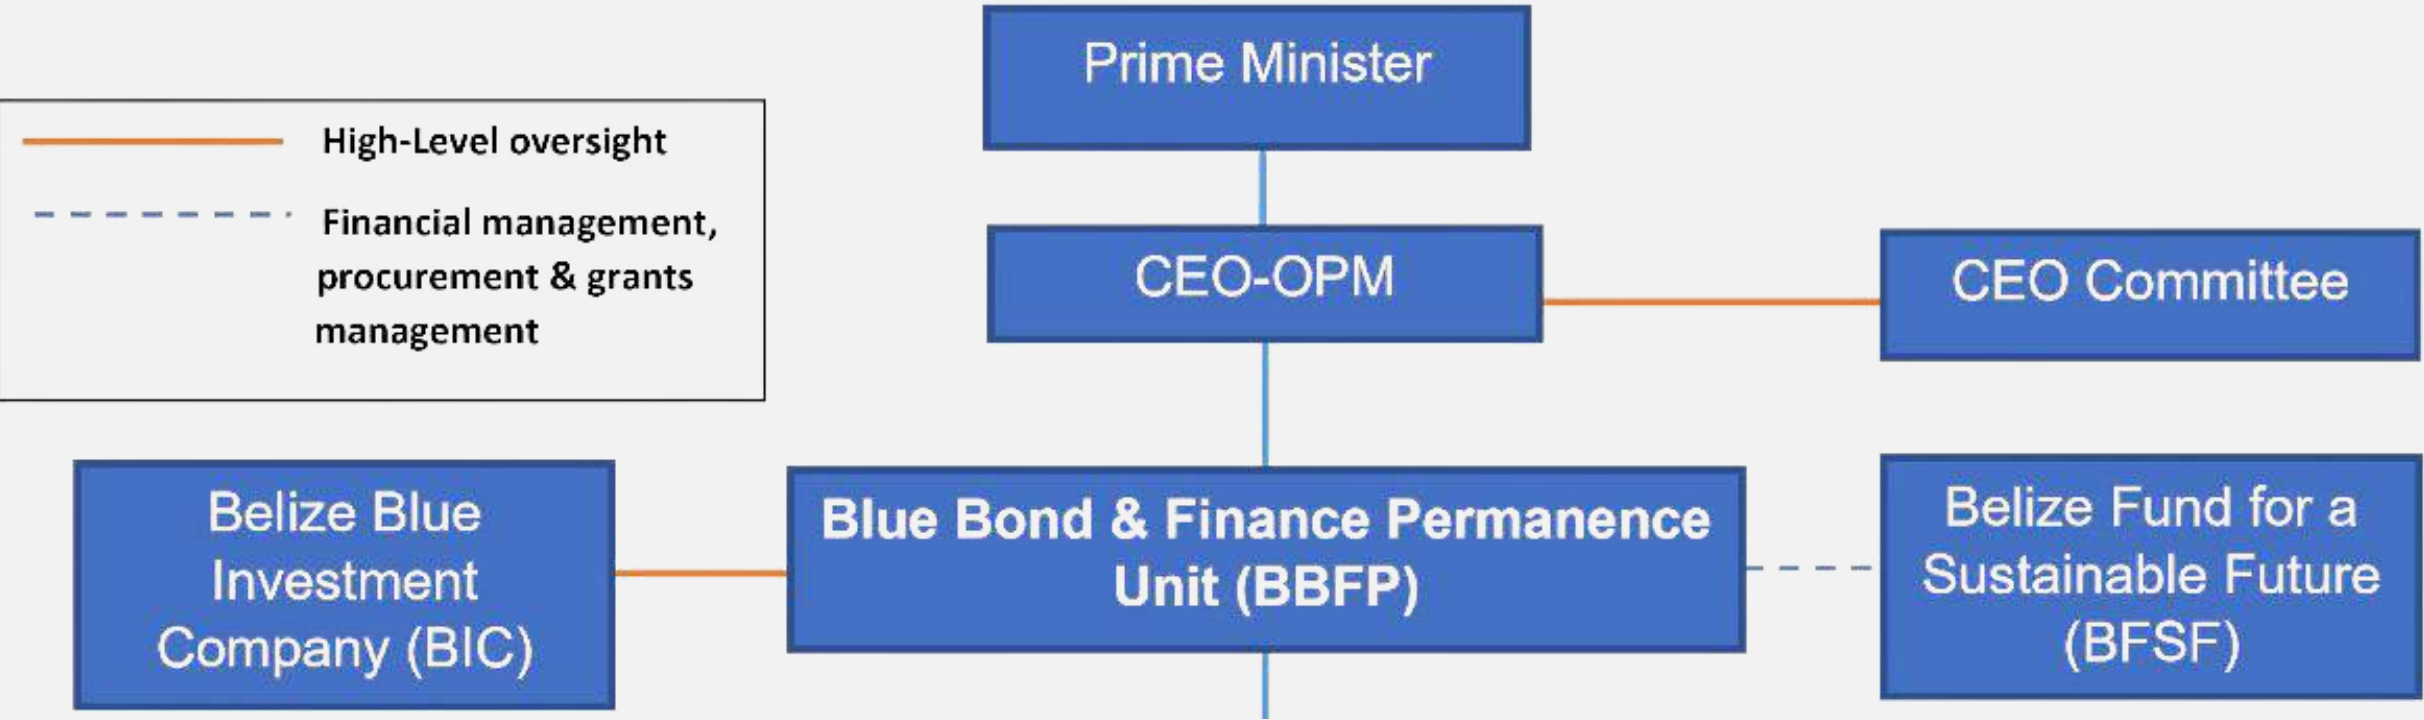 Prime Minister
High-Level oversight
Financial management,
procurement & grants
management
CEO-OPM
CEO Committee
Belize Blue
Investment
Company (BIC)
Blue Bond & Finance Permanence
Unit (BBFP)
Belize Fund for a
Sustainable Future
(BFSF)